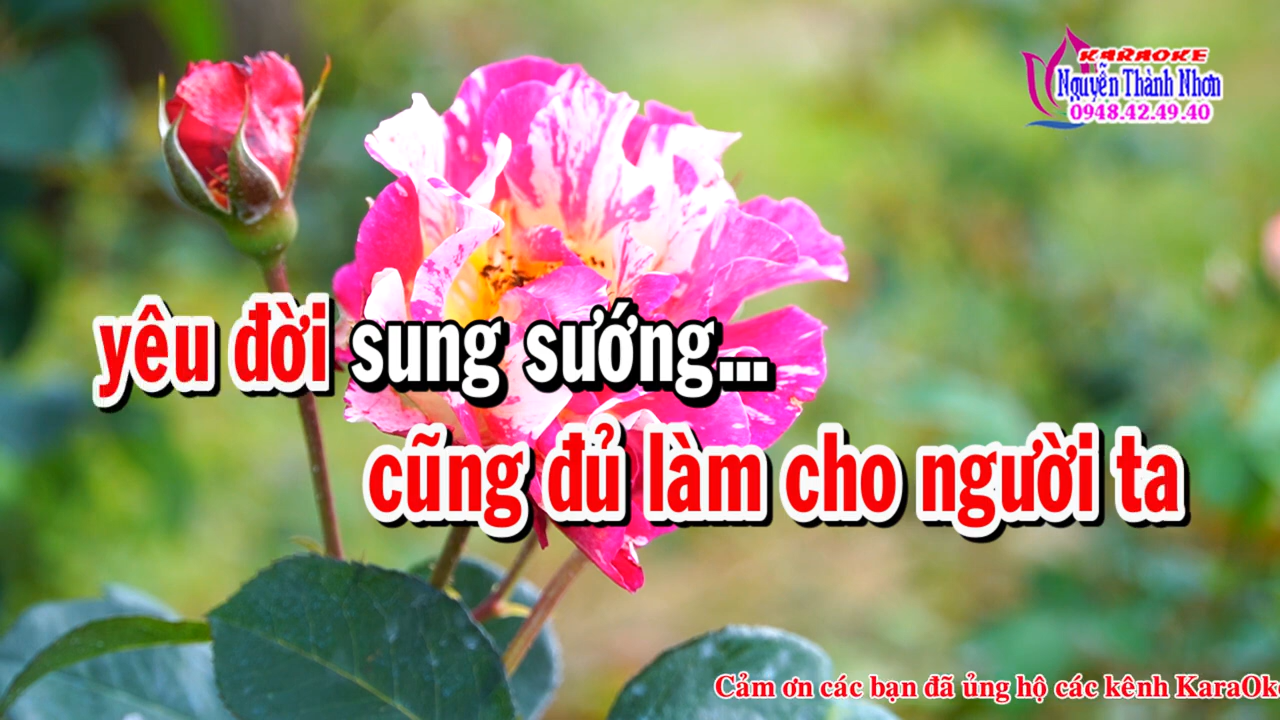 KARAOKE
Nguyễn Thành Nhơn
0948.42.49.40
yêu đời sung sướng...
cũng đủ làm cho người ta
Cảm ơn các bạn đã ủng hộ các kênh KaraOk